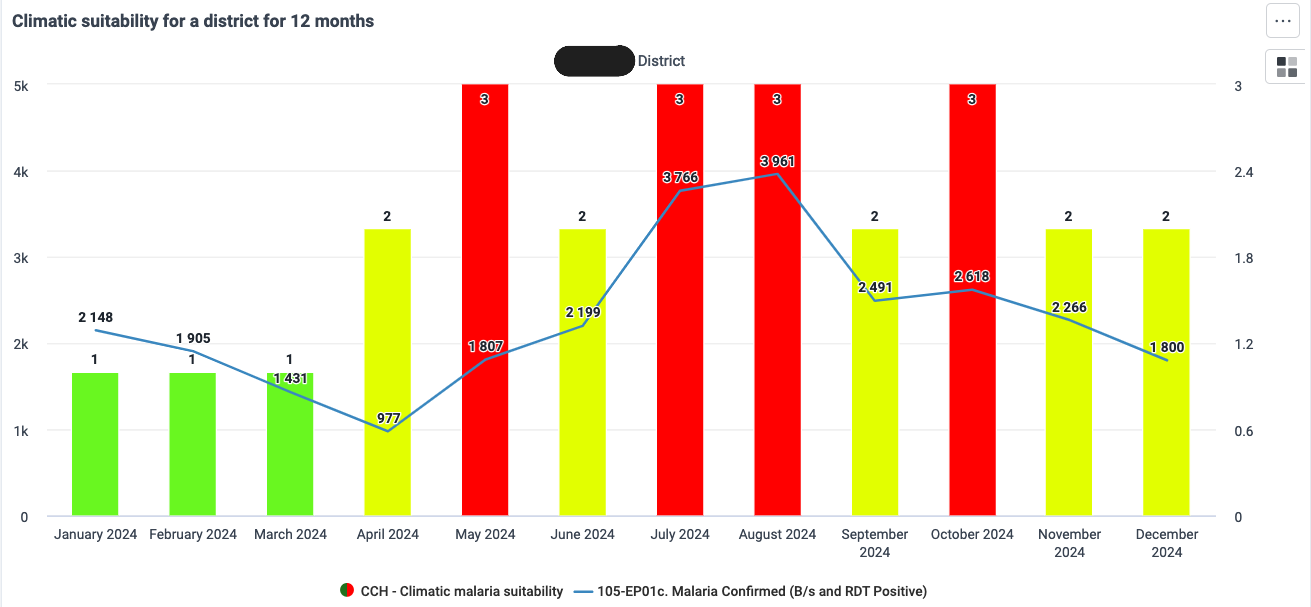 Climatic suitability for a district for 12 months
District
5k
4k
3k
2k
1k
0
3
2.4
1.8
1.2
0.6
0
1
1
1
2
3
2
3
3
2
3
2
2
2 148
1 905
1 431
977
1 807
2 199
3 766
3 961
2 491
2 618
2 266
1 800
January 2024
February 2024
March 2024
April 2024
May 2024
June 2024
July 2024
August 2024
September
2024
October 2024
November
2024
December
2024
CCH - Climatic malaria suitability
105-EP01c. Malaria Confirmed (B/s and RDT Positive)